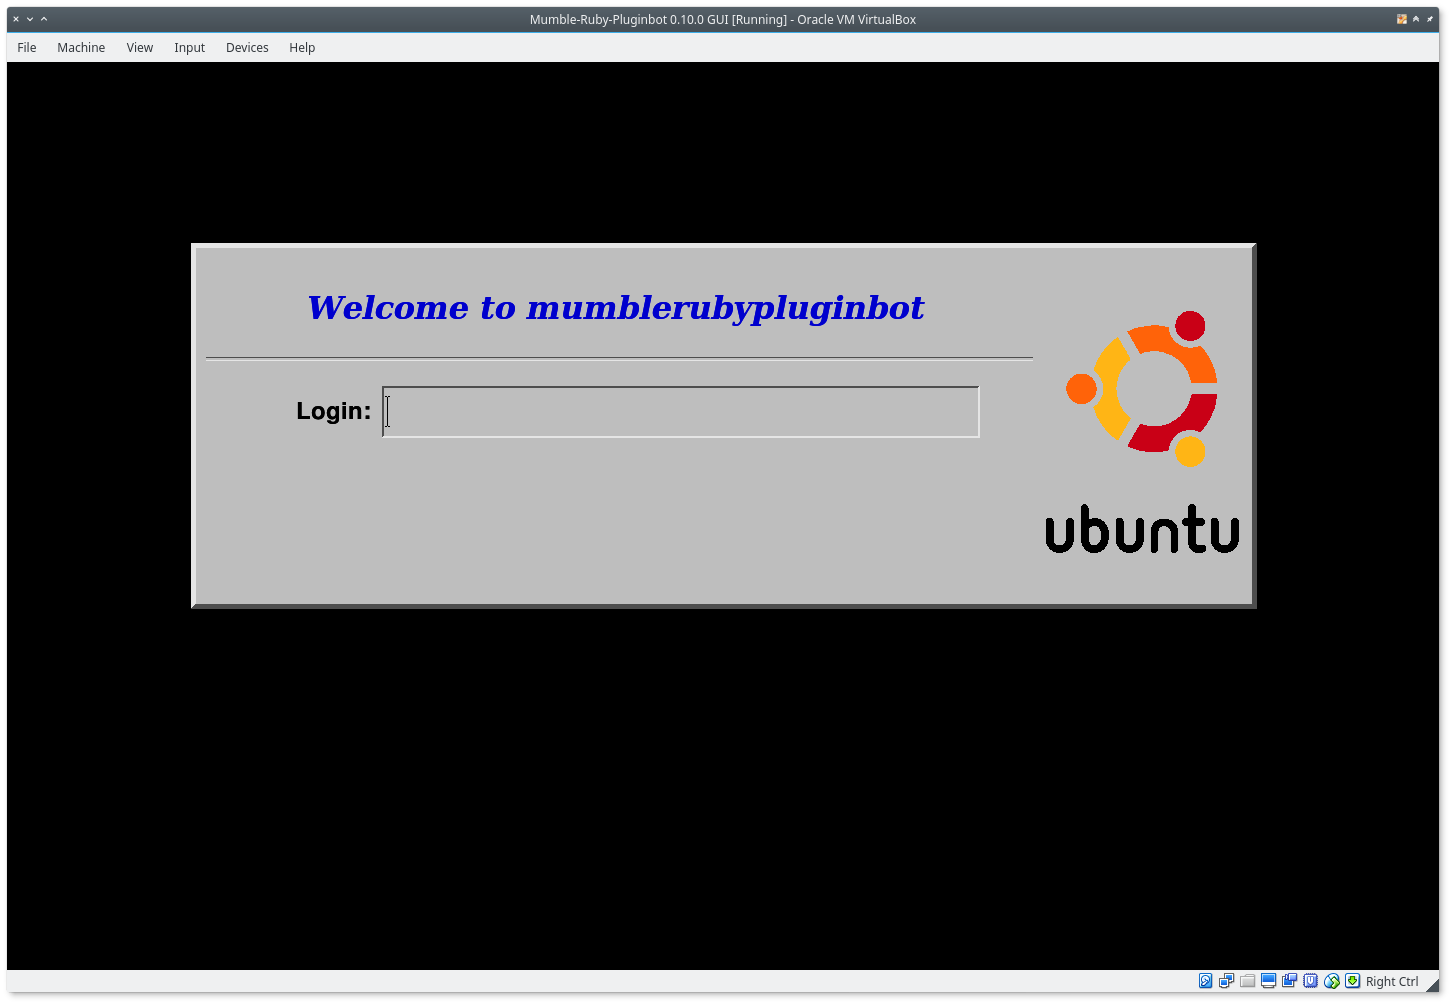 Mumble-Ruby-Pluginbot 0.10.0 GUI [Running] - Oracle VM VirtualBox
File Machine View Input Devices Help
Welcome to mumblerubypluginbot
Login:
ubuntu
Right Ctrl